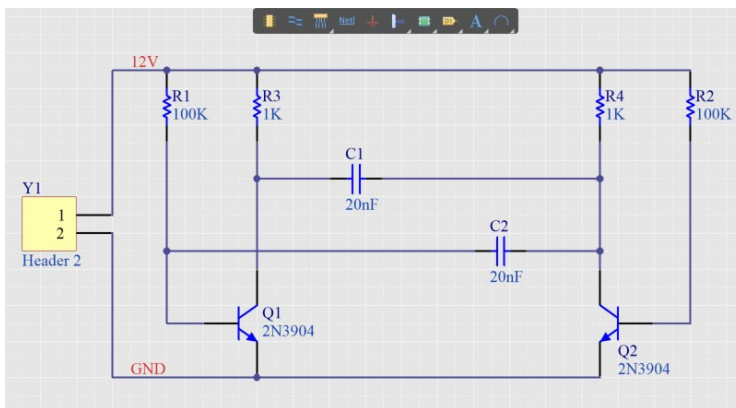 Net
A
12V
R1
100K
R3
1K
R4
1K
R2
100K
C1
20nF
Y1
1
2
Header 2
C2
20nF
Q1
2N3904
Q2
2N3904
GND